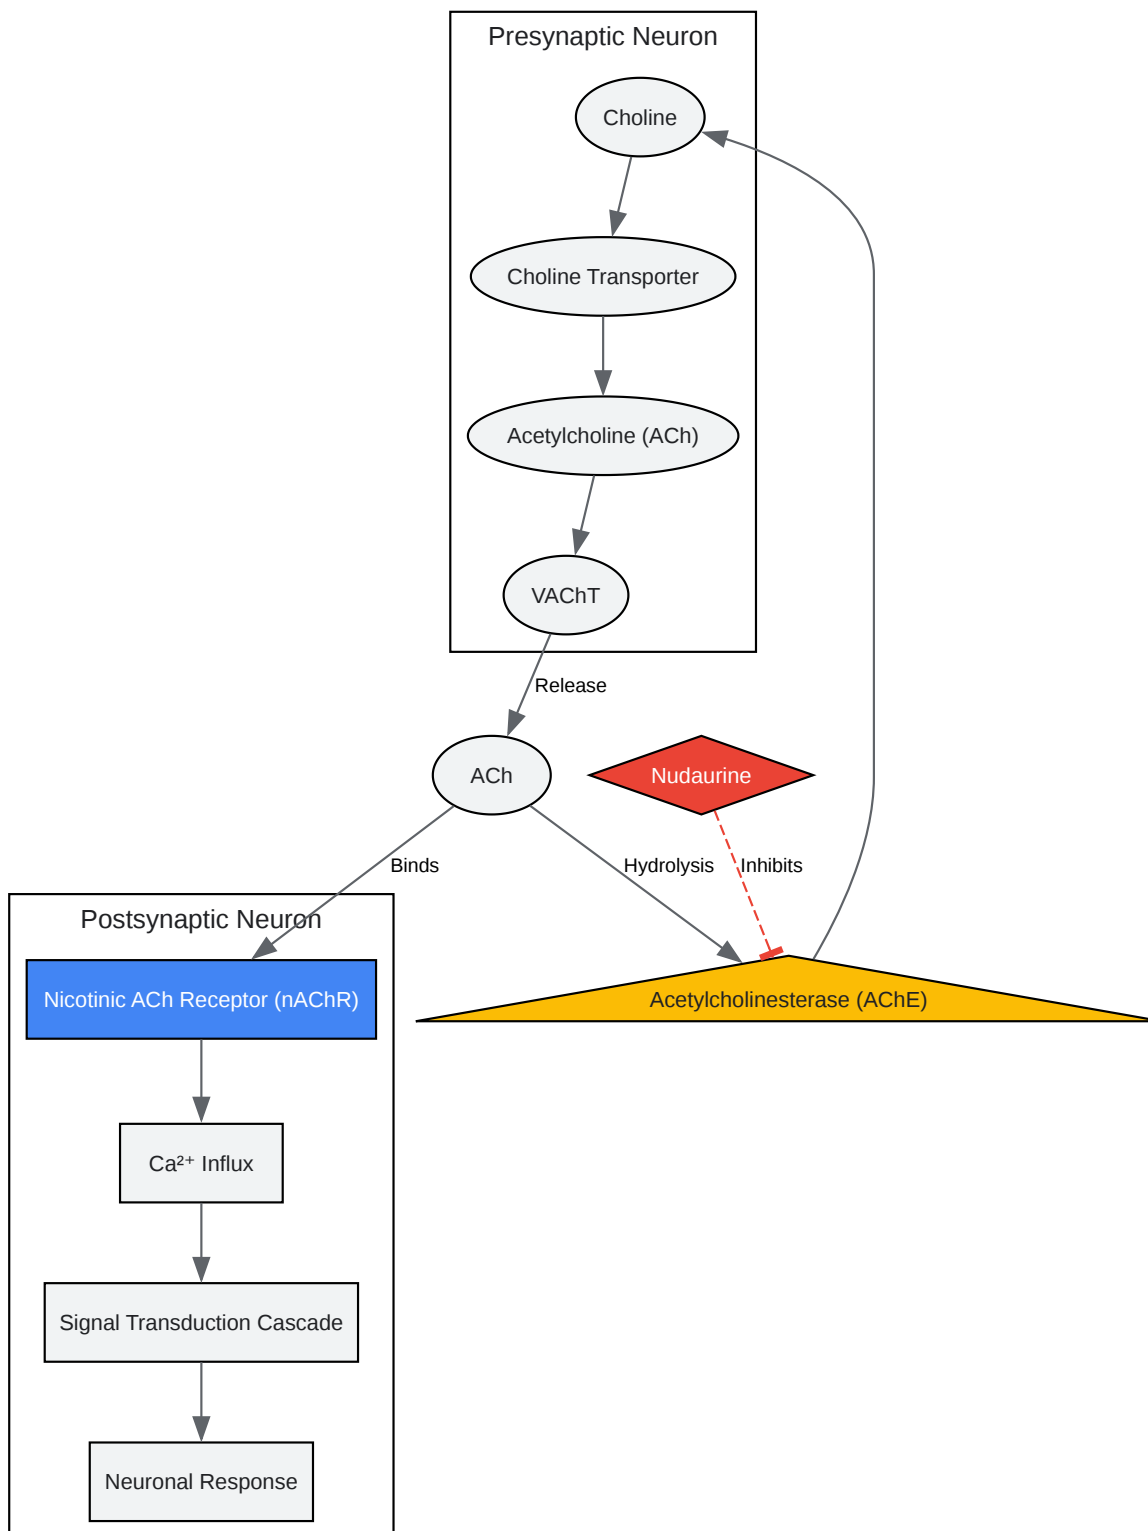 Presynaptic Neuron
Choline
Choline Transporter
Acetylcholine (ACh)
VAChT
Release
ACh
Nudaurine
Binds
Hydrolysis
Inhibits
Postsynaptic Neuron
Nicotinic ACh Receptor (nAChR)
Acetylcholinesterase (AChE)
Ca²⁺ Influx
Signal Transduction Cascade
Neuronal Response